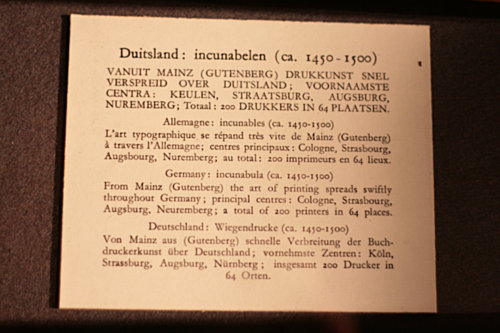 Duitsland: incunabelen (ca. 1450-1500)
VANUIT MAINZ (GUTENBERG) DRUKKUNST SNEL
VERSPREID OVER DUITSLAND; VOORNAAMSTE
CENTRA: KEULEN, STRAATSBURG, AUGSBURG,
NUREMBERG; Totaal: 200 DRUKKERS IN 64 PLAATSEN.
Allemagne: incunables (ca. 1450-1500)
L'art typographique se répand très vite de Mainz (Gutenberg)
à travers l'Allemagne; centres principaux: Cologne, Strasbourg,
Augsbourg, Nuremberg; au total: 200 imprimeurs en 64 lieux.
Germany: incunabula (ca. 1450-1500)
From Mainz (Gutenberg) the art of printing spreads swiftly
throughout Germany; principal centres: Cologne, Strasbourg,
Augsburg, Neuremberg; a total of 200 printers in 64 places.
Deutschland: Wiegendrucke (ca. 1450-1500)
Von Mainz aus (Gutenberg) schnelle Verbreitung der Buch-
druckerkunst über Deutschland; vornehmste Zentren: Köln,
Strassburg, Augsburg, Nürnberg; insgesamt 200 Drucker in
64 Orten.